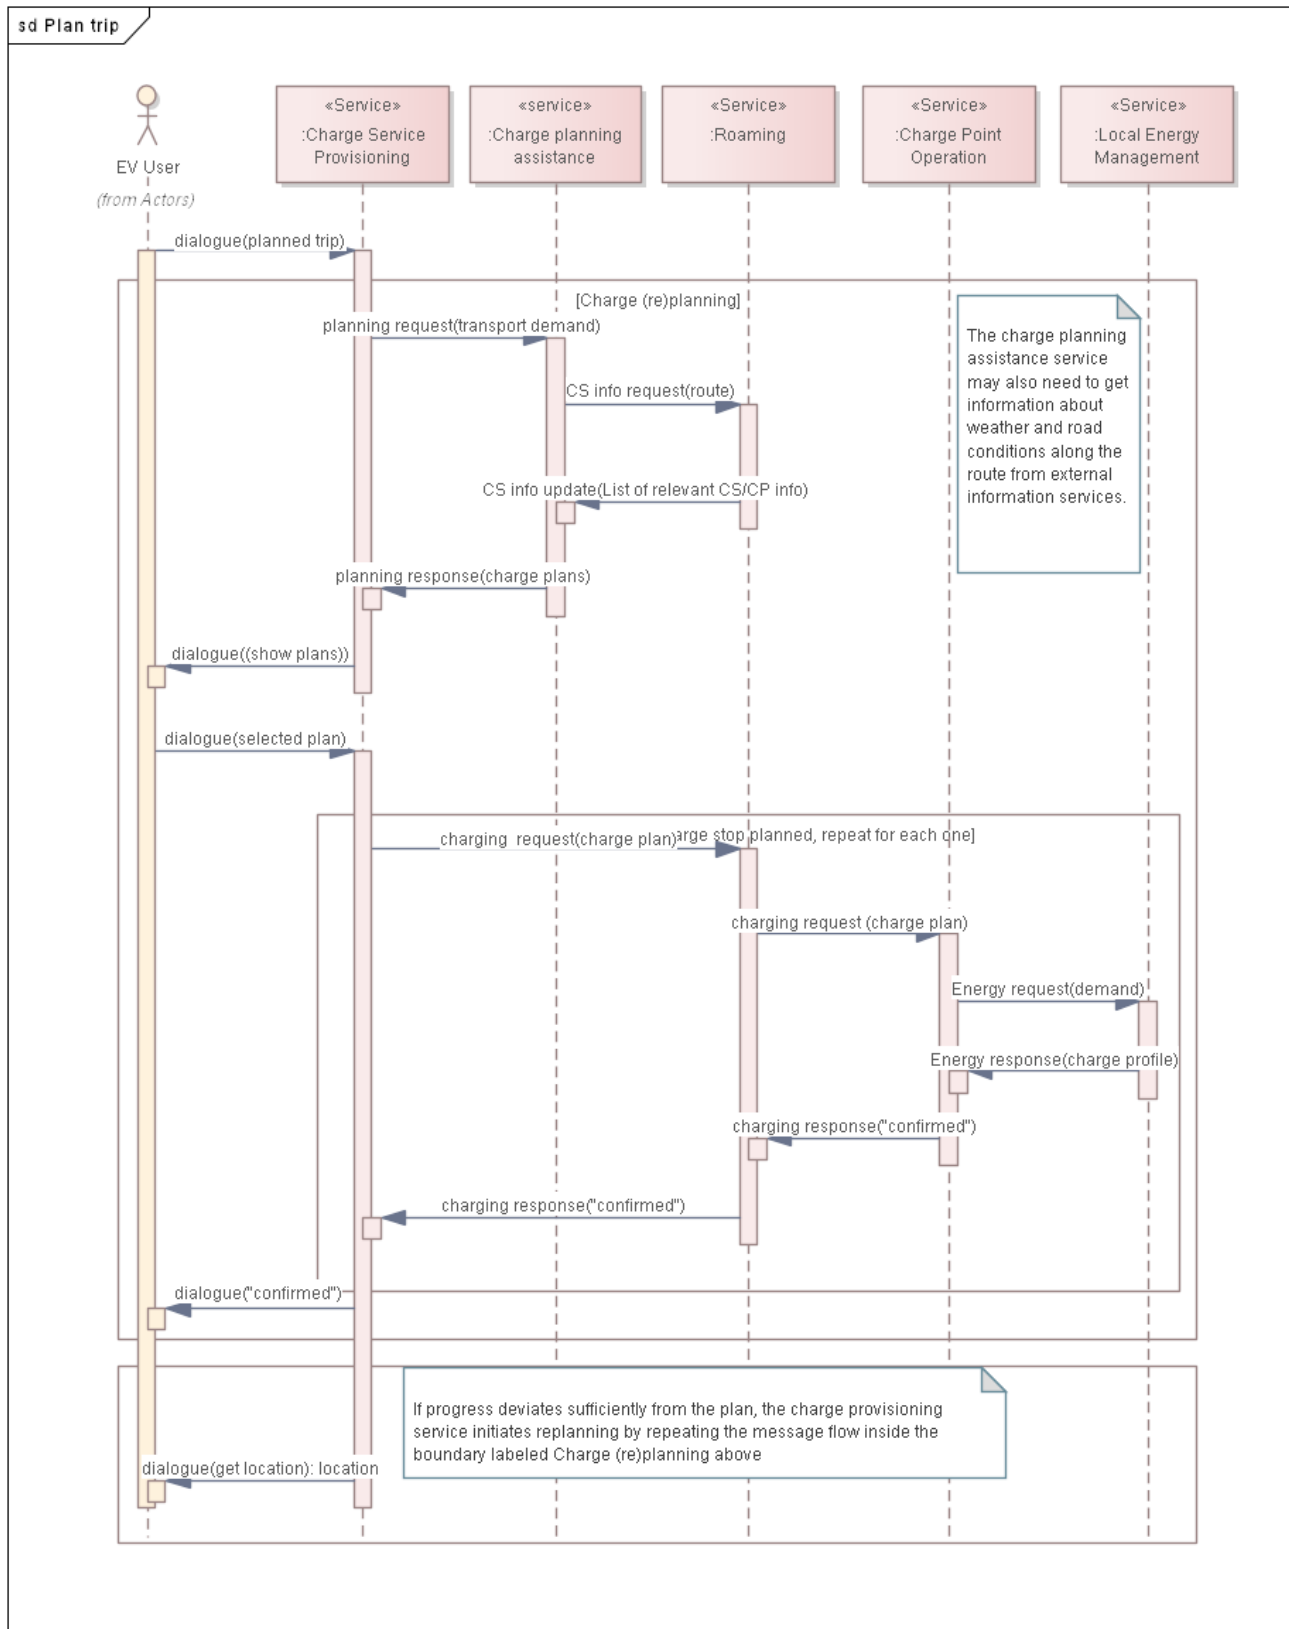 sd Plan trip
«Service»
:Charge Service
Provisioning
«service»
:Charge planning
assistance
«Service»
:Roaming
«Service»
:Charge Point
Operation
«Service»
:Local Energy
Management
EV User
(from Actors)
dialogue(planned trip)
[Charge (re)planning]
planning request(transport demand)
The charge planning
assistance service
may also need to get
information about
weather and road
conditions along the
route from external
information services.
CS info request(route)
CS info update(List of relevant CS/CP info)
planning response(charge plans)
dialogue((show plans))
dialogue(selected plan)
charging  request(charge plan)
stop planned, repeat for each one]
charging request (charge plan)
Energy request(demand)
Energy response(charge profile)
charging response("confirmed")
charging response("confirmed")
dialogue("confirmed")
If progress deviates sufficiently from the plan, the charge provisioning
service initiates replanning by repeating the message flow inside the
boundary labeled Charge (re)planning above
dialogue(get location): location